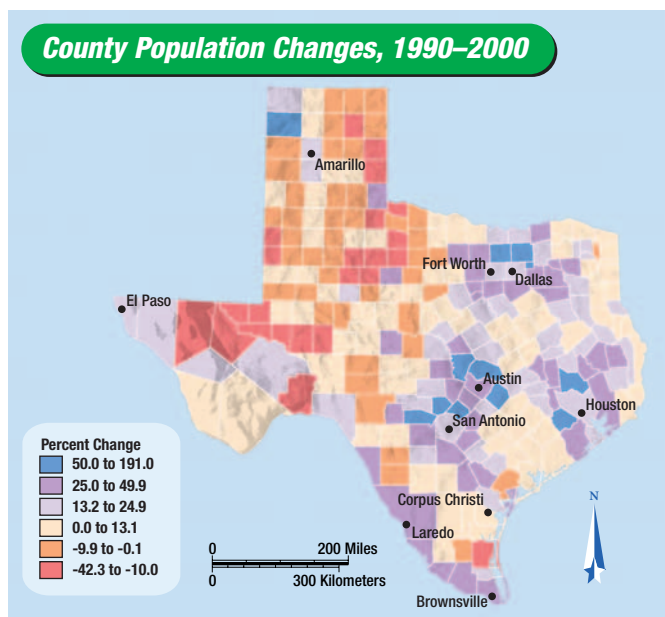 County Population Changes, 1990–2000
Amarillo
Fort Worth
Dallas
El Paso
Austin
Houston
San Antonio
Percent Change
50.0 to 191.0
25.0 to 49.9
13.2 to 24.9
0.0 to 13.1
-9.9 to -0.1
-42.3 to -10.0
Corpus Christi
Laredo
N
0 200 Miles
0 300 Kilometers
Brownsville